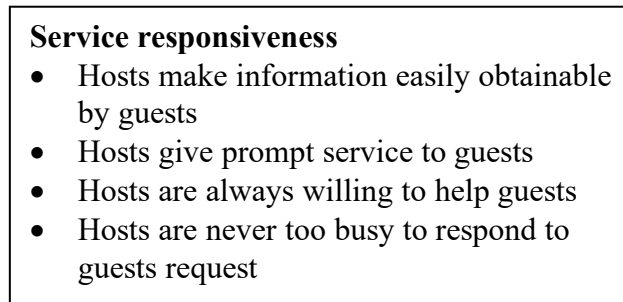 Service responsiveness
• Hosts make information easily obtainable
by guests
• Hosts give prompt service to guests
• Hosts are always willing to help guests
• Hosts are never too busy to respond to
guests request